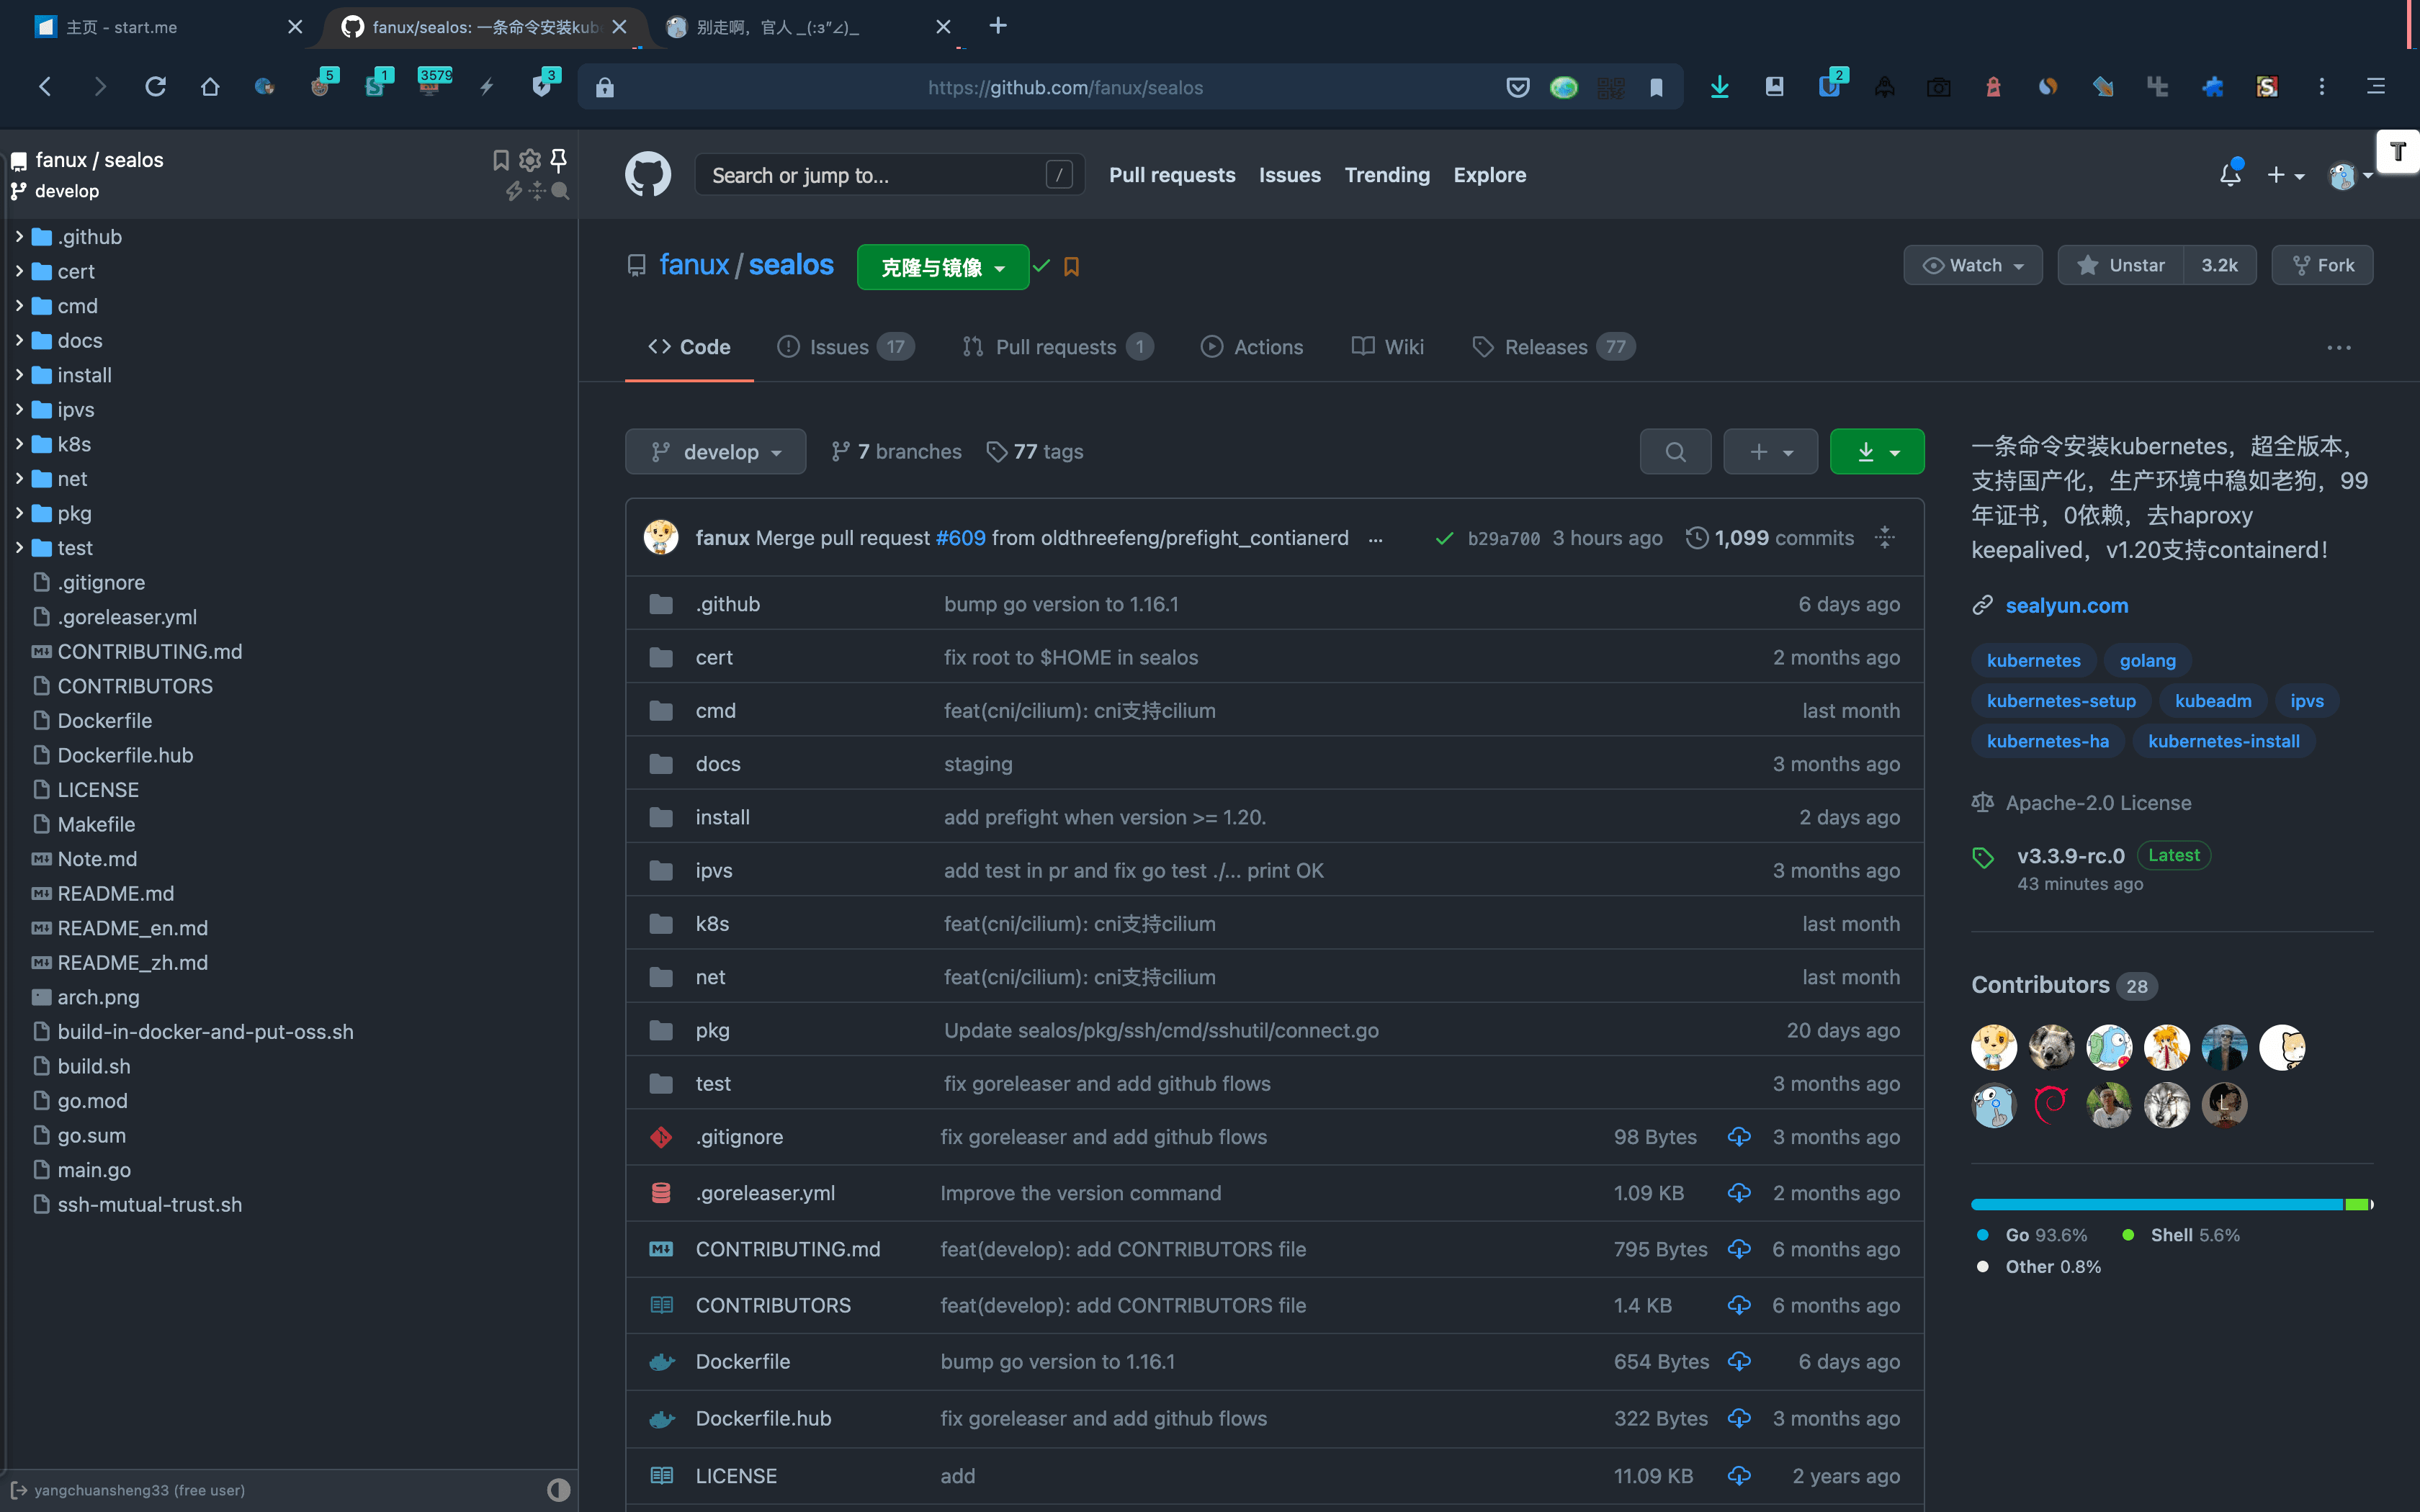 主页 - start.me
fanux/sealos: 一条命令安装kub
别走啊，官人 _(:з”∠)_
5
1
3579
3
https://github.com/fanux/sealos
2
fanux / sealos
develop
.github
cert
cmd
docs
install
ipvs
k8s
net
pkg
test
.gitignore
.goreleaser.yml
CONTRIBUTING.md
CONTRIBUTORS
Dockerfile
Dockerfile.hub
LICENSE
Makefile
Note.md
README.md
README_en.md
README_zh.md
arch.png
build-in-docker-and-put-oss.sh
build.sh
go.mod
go.sum
main.go
ssh-mutual-trust.sh
yangchuansheng33 (free user)
Search or jump to... /
Pull requests Issues Trending Explore
T
fanux / sealos 克隆与镜像
Watch Unstar 3.2k Fork
Code Issues 17 Pull requests 1 Actions Wiki Releases 77
develop 7 branches 77 tags
fanux Merge pull request #609 from oldthreefeng/prefight_contianerd ... b29a700 3 hours ago 1,099 commits
.github bump go version to 1.16.1 6 days ago
cert fix root to $HOME in sealos 2 months ago
cmd feat(cni/cilium): cni支持cilium last month
docs staging 3 months ago
install add prefight when version >= 1.20. 2 days ago
ipvs add test in pr and fix go test ./... print OK 3 months ago
k8s feat(cni/cilium): cni支持cilium last month
net feat(cni/cilium): cni支持cilium last month
pkg Update sealos/pkg/ssh/cmd/sshutil/connect.go 20 days ago
test fix goreleaser and add github flows 3 months ago
.gitignore fix goreleaser and add github flows 98 Bytes 3 months ago
.goreleaser.yml Improve the version command 1.09 KB 2 months ago
CONTRIBUTING.md feat(develop): add CONTRIBUTORS file 795 Bytes 6 months ago
CONTRIBUTORS feat(develop): add CONTRIBUTORS file 1.4 KB 6 months ago
Dockerfile bump go version to 1.16.1 654 Bytes 6 days ago
Dockerfile.hub fix goreleaser and add github flows 322 Bytes 3 months ago
LICENSE add 11.09 KB 2 years ago
一条命令安装kubernetes，超全版本，
支持国产化，生产环境中稳如老狗，99
年证书，0依赖，去haproxy
keepalived，v1.20支持containerd！
sealyun.com
kubernetes golang
kubernetes-setup kubeadm ipvs
kubernetes-ha kubernetes-install
Apache-2.0 License
v3.3.9-rc.0 Latest
43 minutes ago
Contributors 28
Go 93.6% Shell 5.6%
Other 0.8%